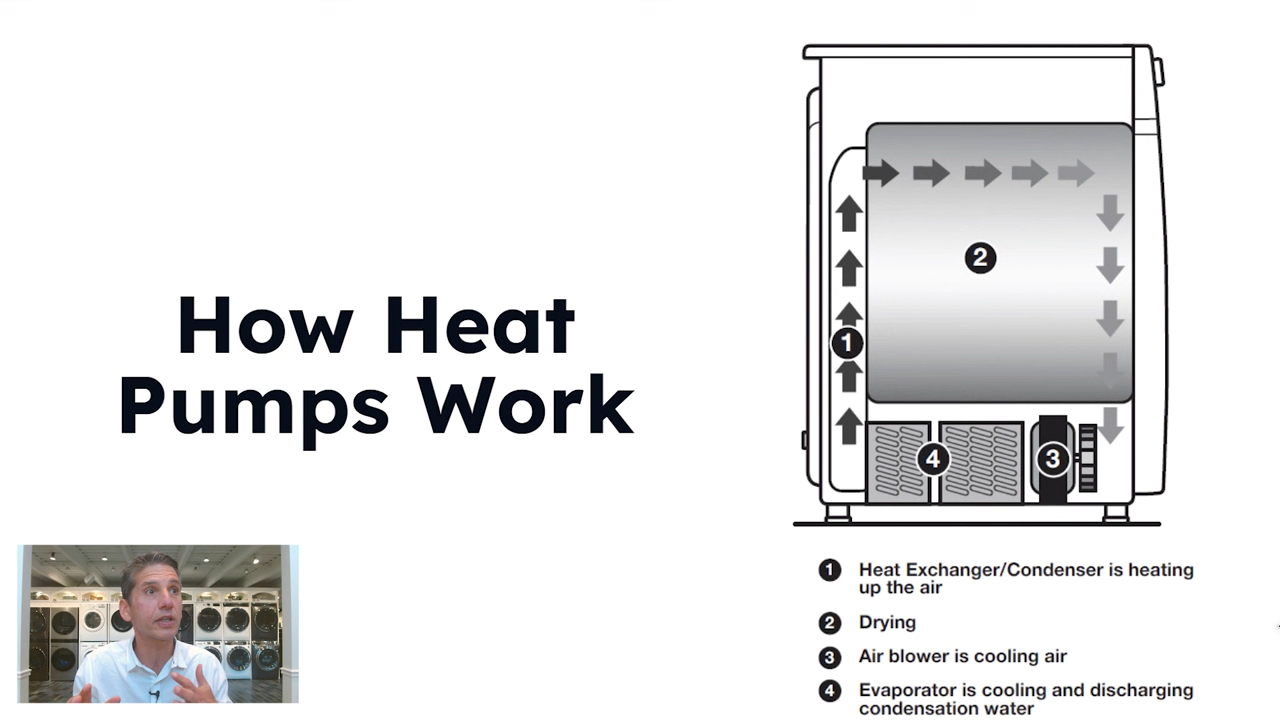 How Heat
Pumps Work
2
1
4
3
1 Heat Exchanger/Condenser is heating
up the air
2 Drying
3 Air blower is cooling air
4 Evaporator is cooling and discharging
condensation water